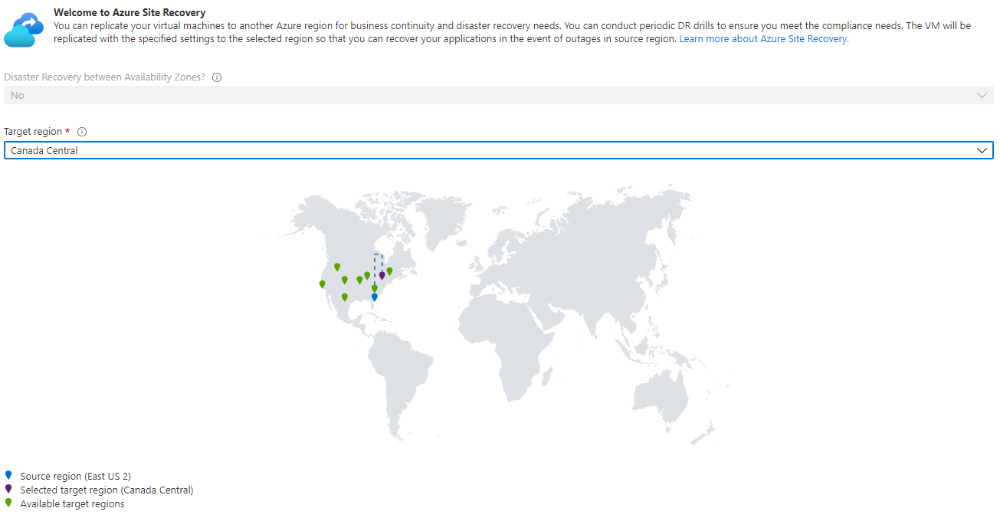 Welcome to Azure Site Recovery
You can replicate your virtual machines to another Azure region for business continuity and disaster recovery needs. You can conduct periodic DR drills to ensure you meet the compliance needs. The VM will be
replicated with the specified settings to the selected region so that you can recover your applications in the event of outages in source region. Learn more about Azure Site Recovery.
Disaster Recovery between Availability Zones?
No
Target region *
Canada Central
Source region (East US 2)
Selected target region (Canada Central)
Available target regions